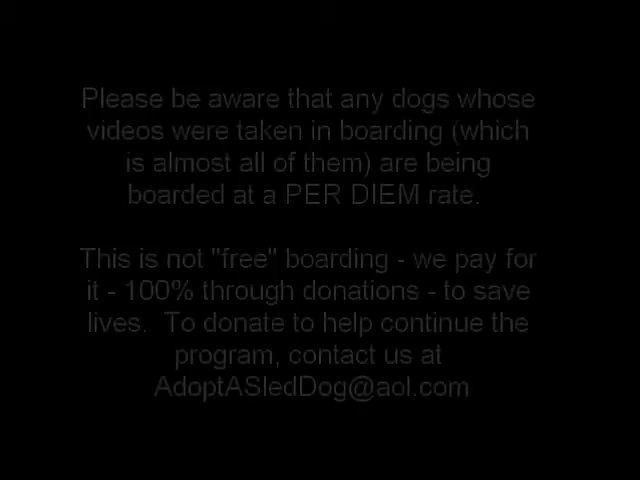 Please be aware that any dogs whose
videos were taken in boarding (which
is almost all of them) are being
boarded at a PER DIEM rate.
This is not "free" boarding - we pay for
it - 100% through donations - to save
lives.  To donate to help continue the
program, contact us at
AdoptASledDog@aol.com